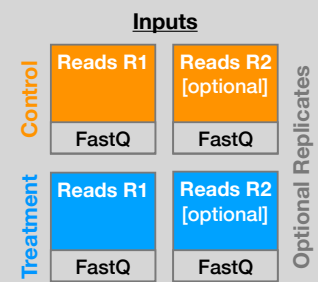 Inputs
Control
Reads R1
FastQ
Reads R2
[optional]
FastQ
Treatment
Reads R1
FastQ
Reads R2
[optional]
FastQ
Optional Replicates